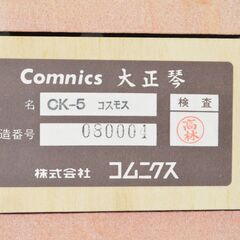 Comnics 大正琴
名 CK-5 コスモス 検査
造番号 080001 高林
株式会社 コムニクス